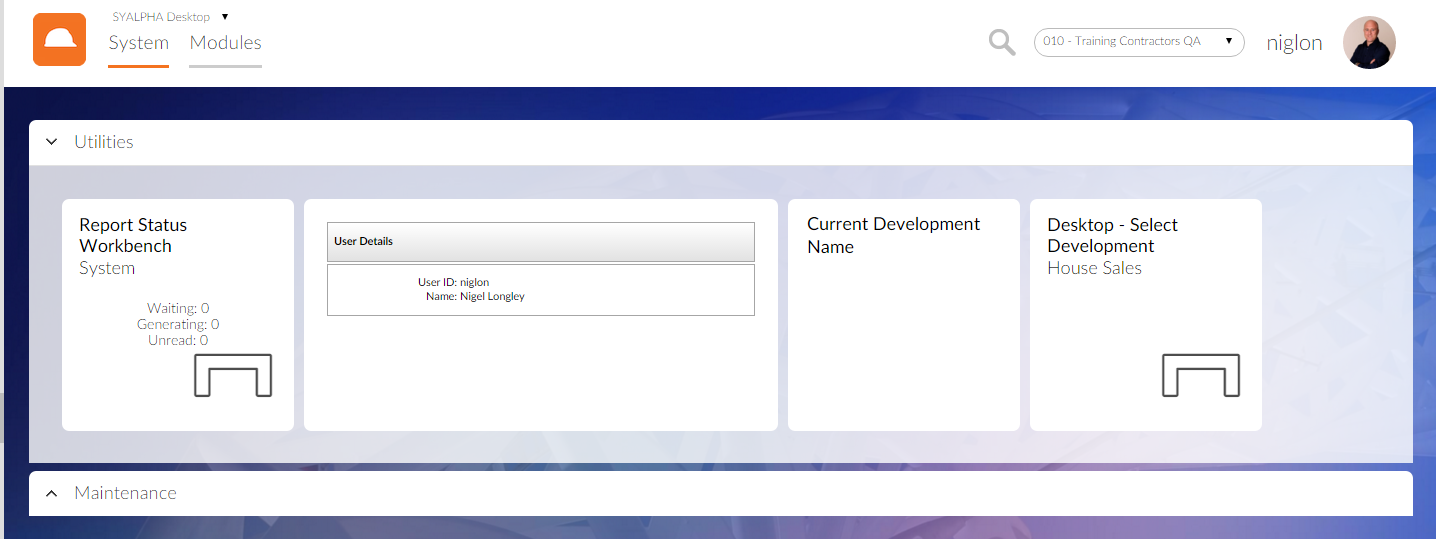 SYALPHA Desktop ▼
System Modules
010 - Training Contractors QA ▼
niglon
Utilities
Report Status
Workbench
System
Waiting: 0
Generating: 0
Unread: 0
User Details
User ID: niglon
Name: Nigel Longley
Current Development
Name
Desktop - Select
Development
House Sales
Maintenance